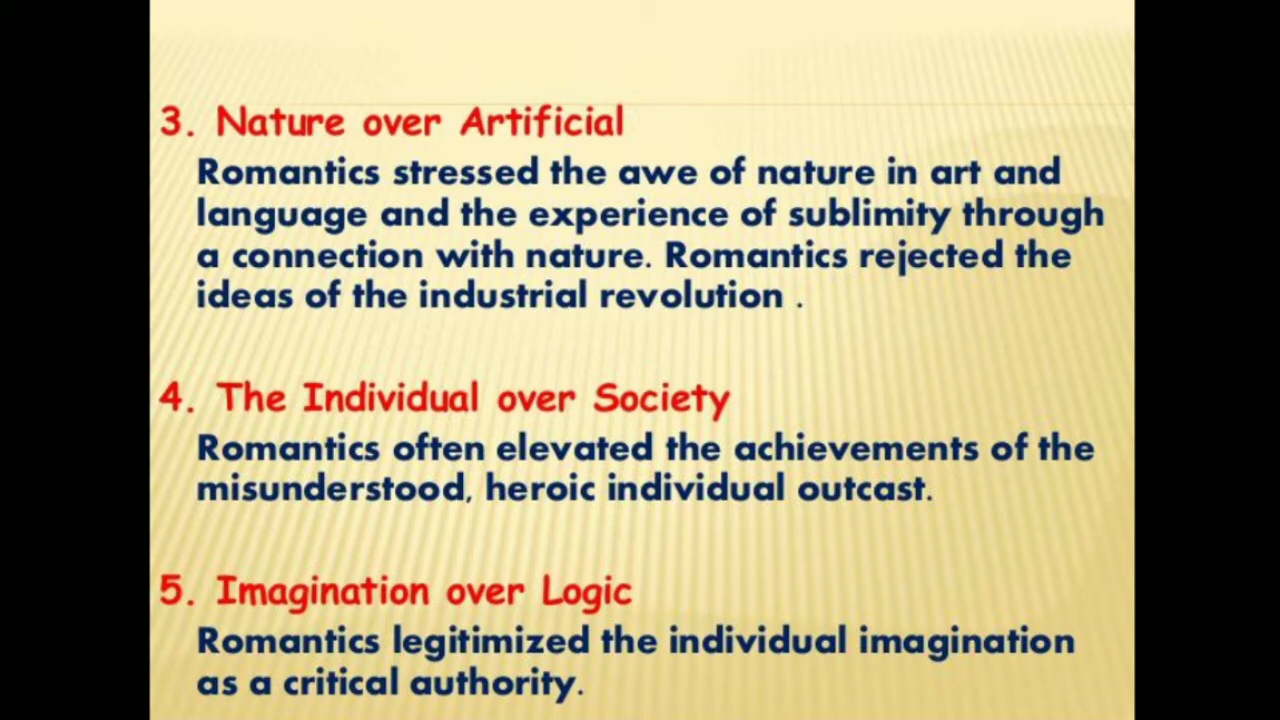 3. Nature over Artificial
Romantics stressed the awe of nature in art and
language and the experience of sublimity through
a connection with nature. Romantics rejected the
ideas of the industrial revolution .
4. The Individual over Society
Romantics often elevated the achievements of the
misunderstood, heroic individual outcast.
5. Imagination over Logic
Romantics legitimized the individual imagination
as a critical authority.